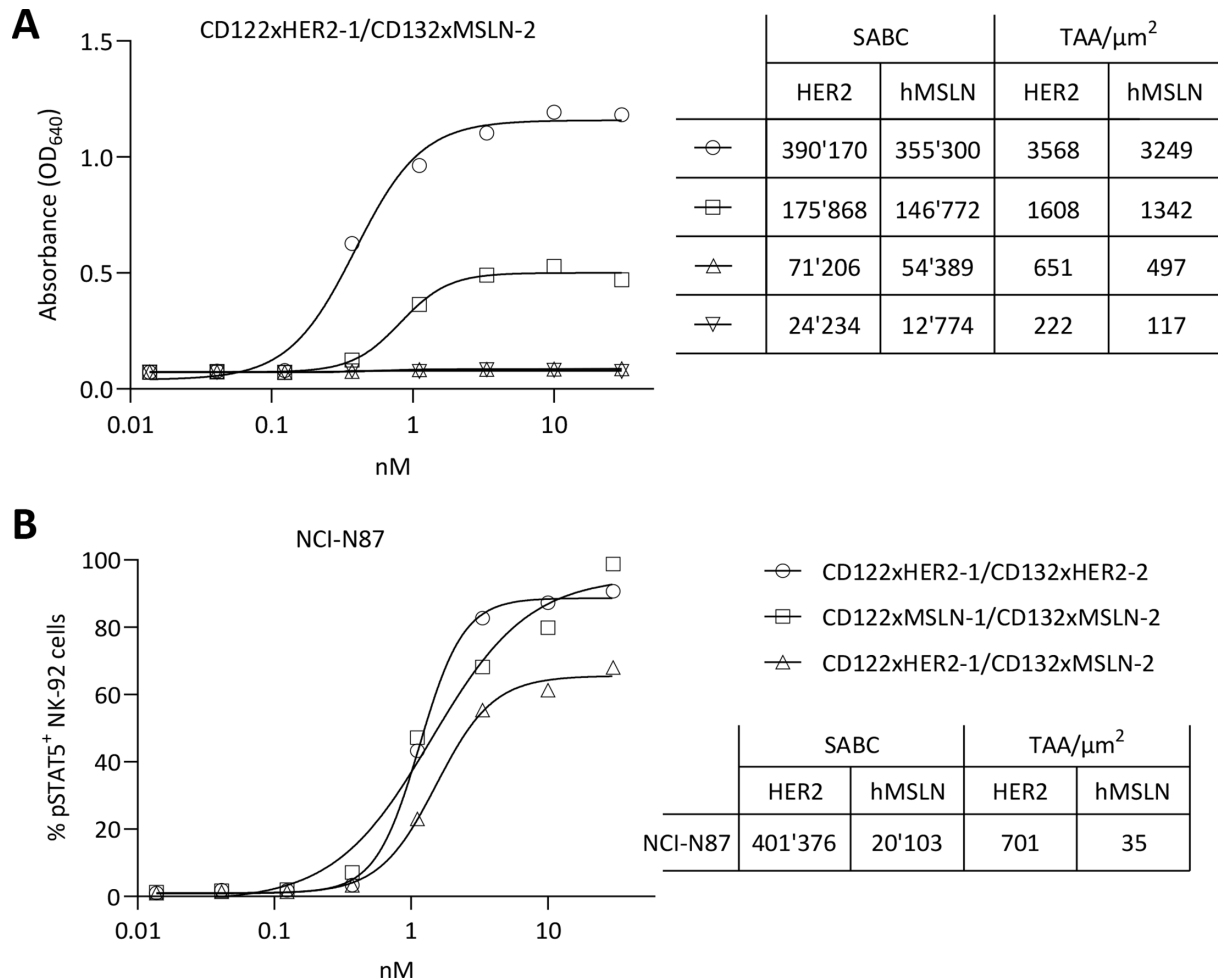 A
CD122xHER2-1/CD132xMSLN-2
1.5
1.0
0.5
0.0
Absorbance (OD640)
0.01 0.1 1 10
nM
SABC TAA/µm²
HER2 hMSLN HER2 hMSLN
390'170 355'300 3568 3249
175'868 146'772 1608 1342
71'206 54'389 651 497
24'234 12'774 222 117
B
NCI-N87
100
80
60
40
20
0
% pSTAT5⁺ NK-92 cells
0.01 0.1 1 10
nM
CD122xHER2-1/CD132xHER2-2
CD122xMSLN-1/CD132xMSLN-2
CD122xHER2-1/CD132xMSLN-2
SABC TAA/µm²
HER2 hMSLN HER2 hMSLN
NCI-N87 401'376 20'103 701 35